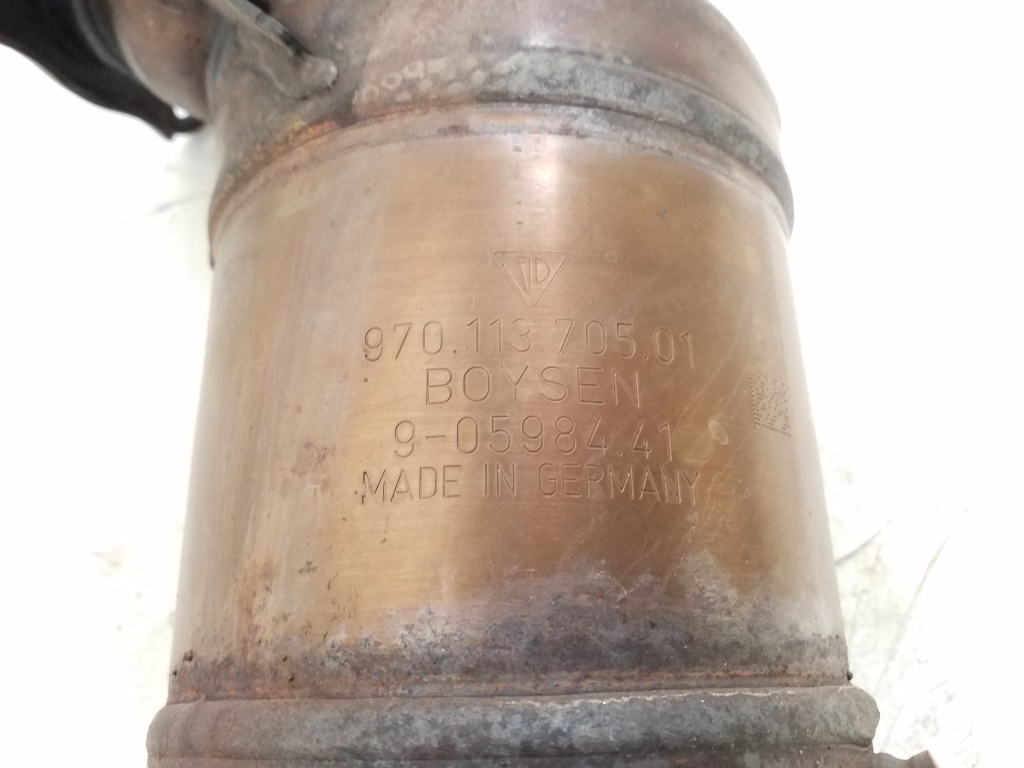 970.113 705.01
BOYSEN
9-05984.41
MADE IN GERMANY